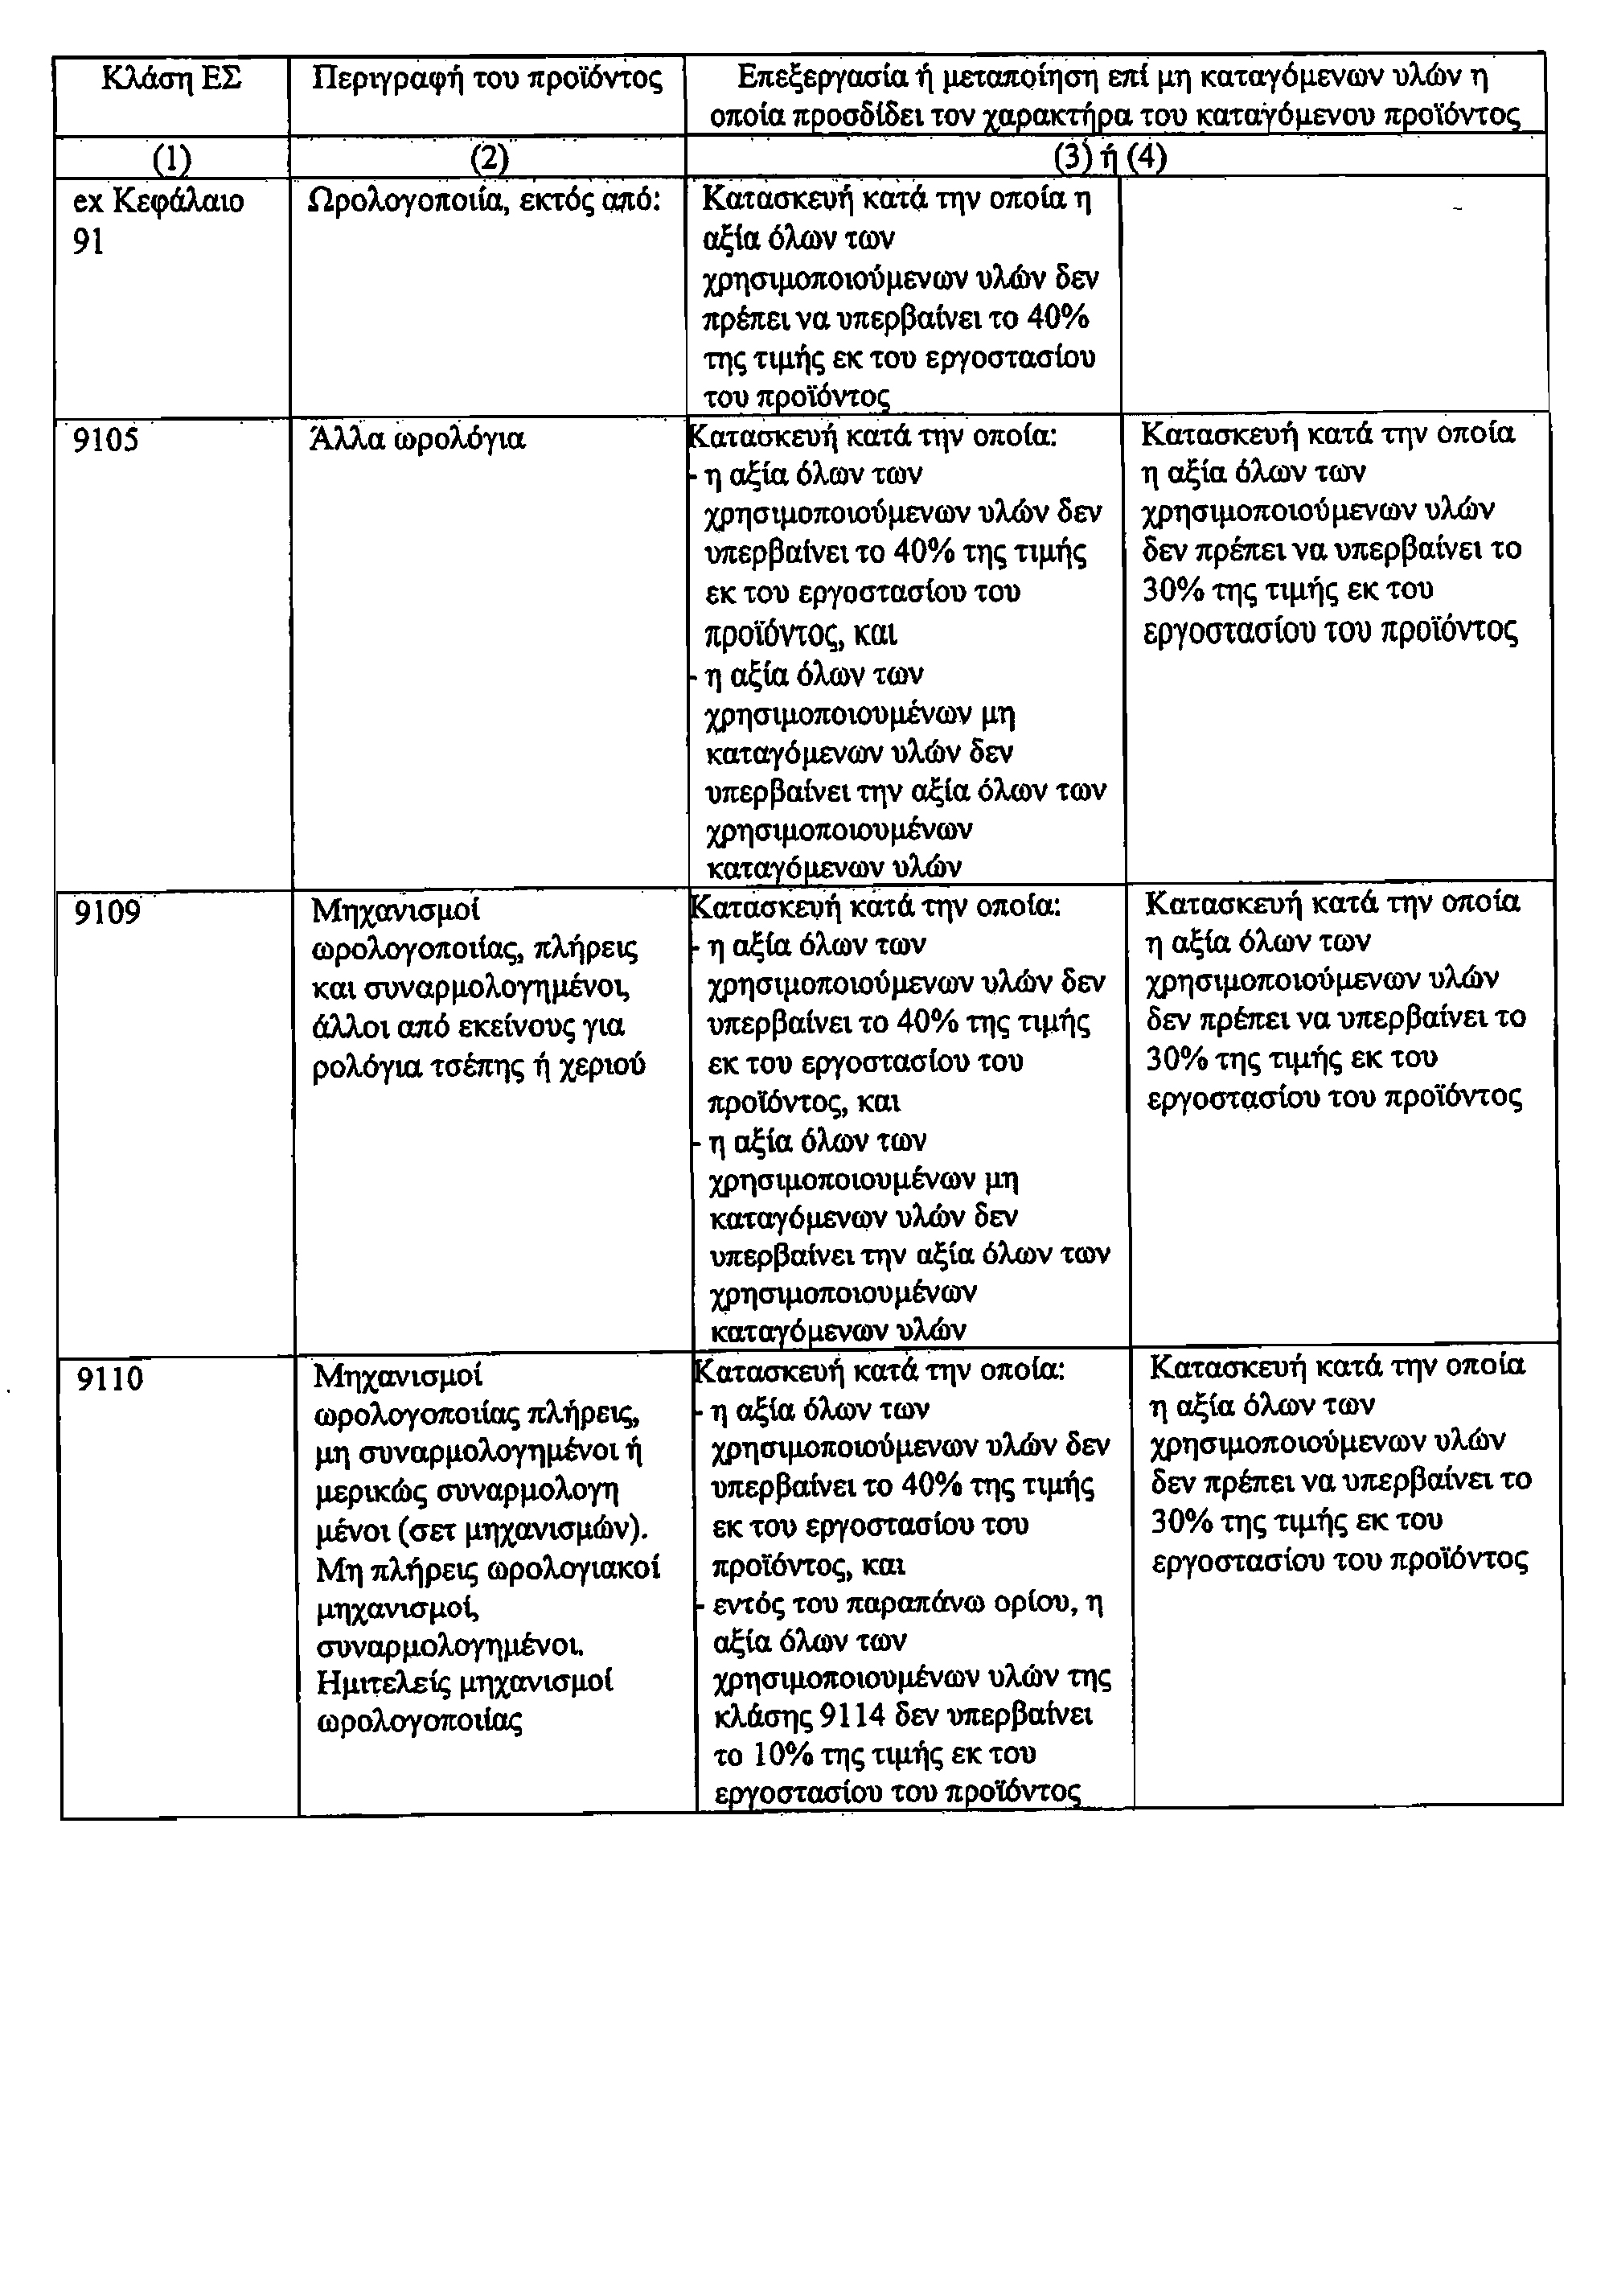 Κλάση ΕΣ
Περιγραφή του προϊόντος
Επεξεργασία ή μεταποίηση επί μη καταγόμενων υλών η
οποία προσδίδει τον χαρακτήρα του καταγόμενου προϊόντος
(1)
(2)
(3) ή (4)
ex Κεφάλαιο
91
Ωρολογοποιία, εκτός από:
Κατασκευή κατά την οποία η
αξία όλων των
χρησιμοποιούμενων υλών δεν
πρέπει να υπερβαίνει το 40%
της τιμής εκ του εργοστασίου
του προϊόντος
9105
Άλλα ωρολόγια
Κατασκευή κατά την οποία:
- η αξία όλων των
χρησιμοποιούμενων υλών δεν
υπερβαίνει το 40% της τιμής
εκ του εργοστασίου του
προϊόντος, και
- η αξία όλων των
χρησιμοποιουμένων μη
καταγόμενων υλών δεν
υπερβαίνει την αξία όλων των
χρησιμοποιουμένων
καταγόμενων υλών
Κατασκευή κατά την οποία
η αξία όλων των
χρησιμοποιούμενων υλών
δεν πρέπει να υπερβαίνει το
30% της τιμής εκ του
εργοστασίου του προϊόντος
9109
Μηχανισμοί
ωρολογοποιίας, πλήρεις
και συναρμολογημένοι,
άλλοι από εκείνους για
ρολόγια τσέπης ή χεριού
Κατασκευή κατά την οποία:
- η αξία όλων των
χρησιμοποιούμενων υλών δεν
υπερβαίνει το 40% της τιμής
εκ του εργοστασίου του
προϊόντος, και
- η αξία όλων των
χρησιμοποιουμένων μη
καταγόμενων υλών δεν
υπερβαίνει την αξία όλων των
χρησιμοποιουμένων
καταγόμενων υλών
Κατασκευή κατά την οποία
η αξία όλων των
χρησιμοποιούμενων υλών
δεν πρέπει να υπερβαίνει το
30% της τιμής εκ του
εργοστασίου του προϊόντος
9110
Μηχανισμοί
ωρολογοποιίας πλήρεις,
μη συναρμολογημένοι ή
μερικώς συναρμολογη
μένοι (σετ μηχανισμών).
Μη πλήρεις ωρολογιακοί
μηχανισμοί,
συναρμολογημένοι.
Ημιτελείς μηχανισμοί
ωρολογοποιίας
Κατασκευή κατά την οποία:
- η αξία όλων των
χρησιμοποιούμενων υλών δεν
υπερβαίνει το 40% της τιμής
εκ του εργοστασίου του
προϊόντος, και
- εντός του παραπάνω ορίου, η
αξία όλων των
χρησιμοποιουμένων υλών της
κλάσης 9114 δεν υπερβαίνει
το 10% της τιμής εκ του
εργοστασίου του προϊόντος
Κατασκευή κατά την οποία
η αξία όλων των
χρησιμοποιούμενων υλών
δεν πρέπει να υπερβαίνει το
30% της τιμής εκ του
εργοστασίου του προϊόντος